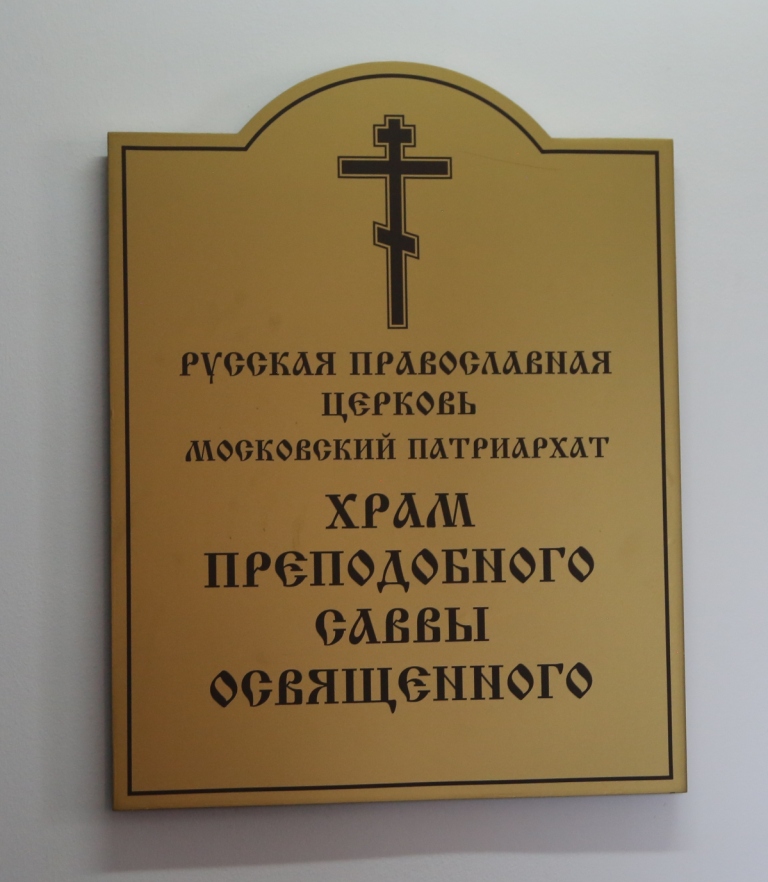 РУССКАЯ ПРАВОСЛАВНАЯ
ЦЕРКОВЬ
МОСКОВСКИЙ ПАТРИАРХАТ
ХРАМ
ПРЕПОДОБНОГО
САВВЫ
ОСВЯЩЕННОГО